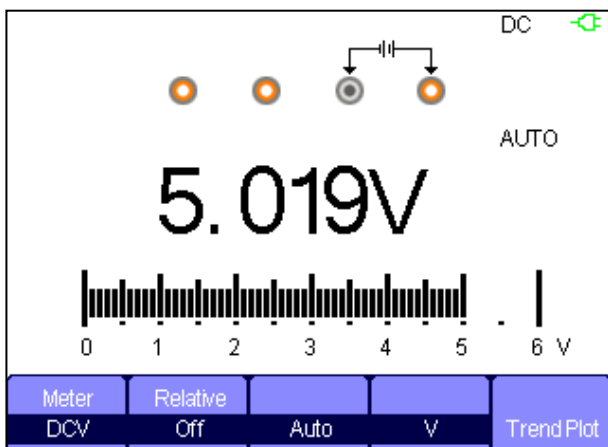 DC
AUTO
5.019V
0 1 2 3 4 5 6 V
Meter Relative
DCV Off Auto V Trend Plot